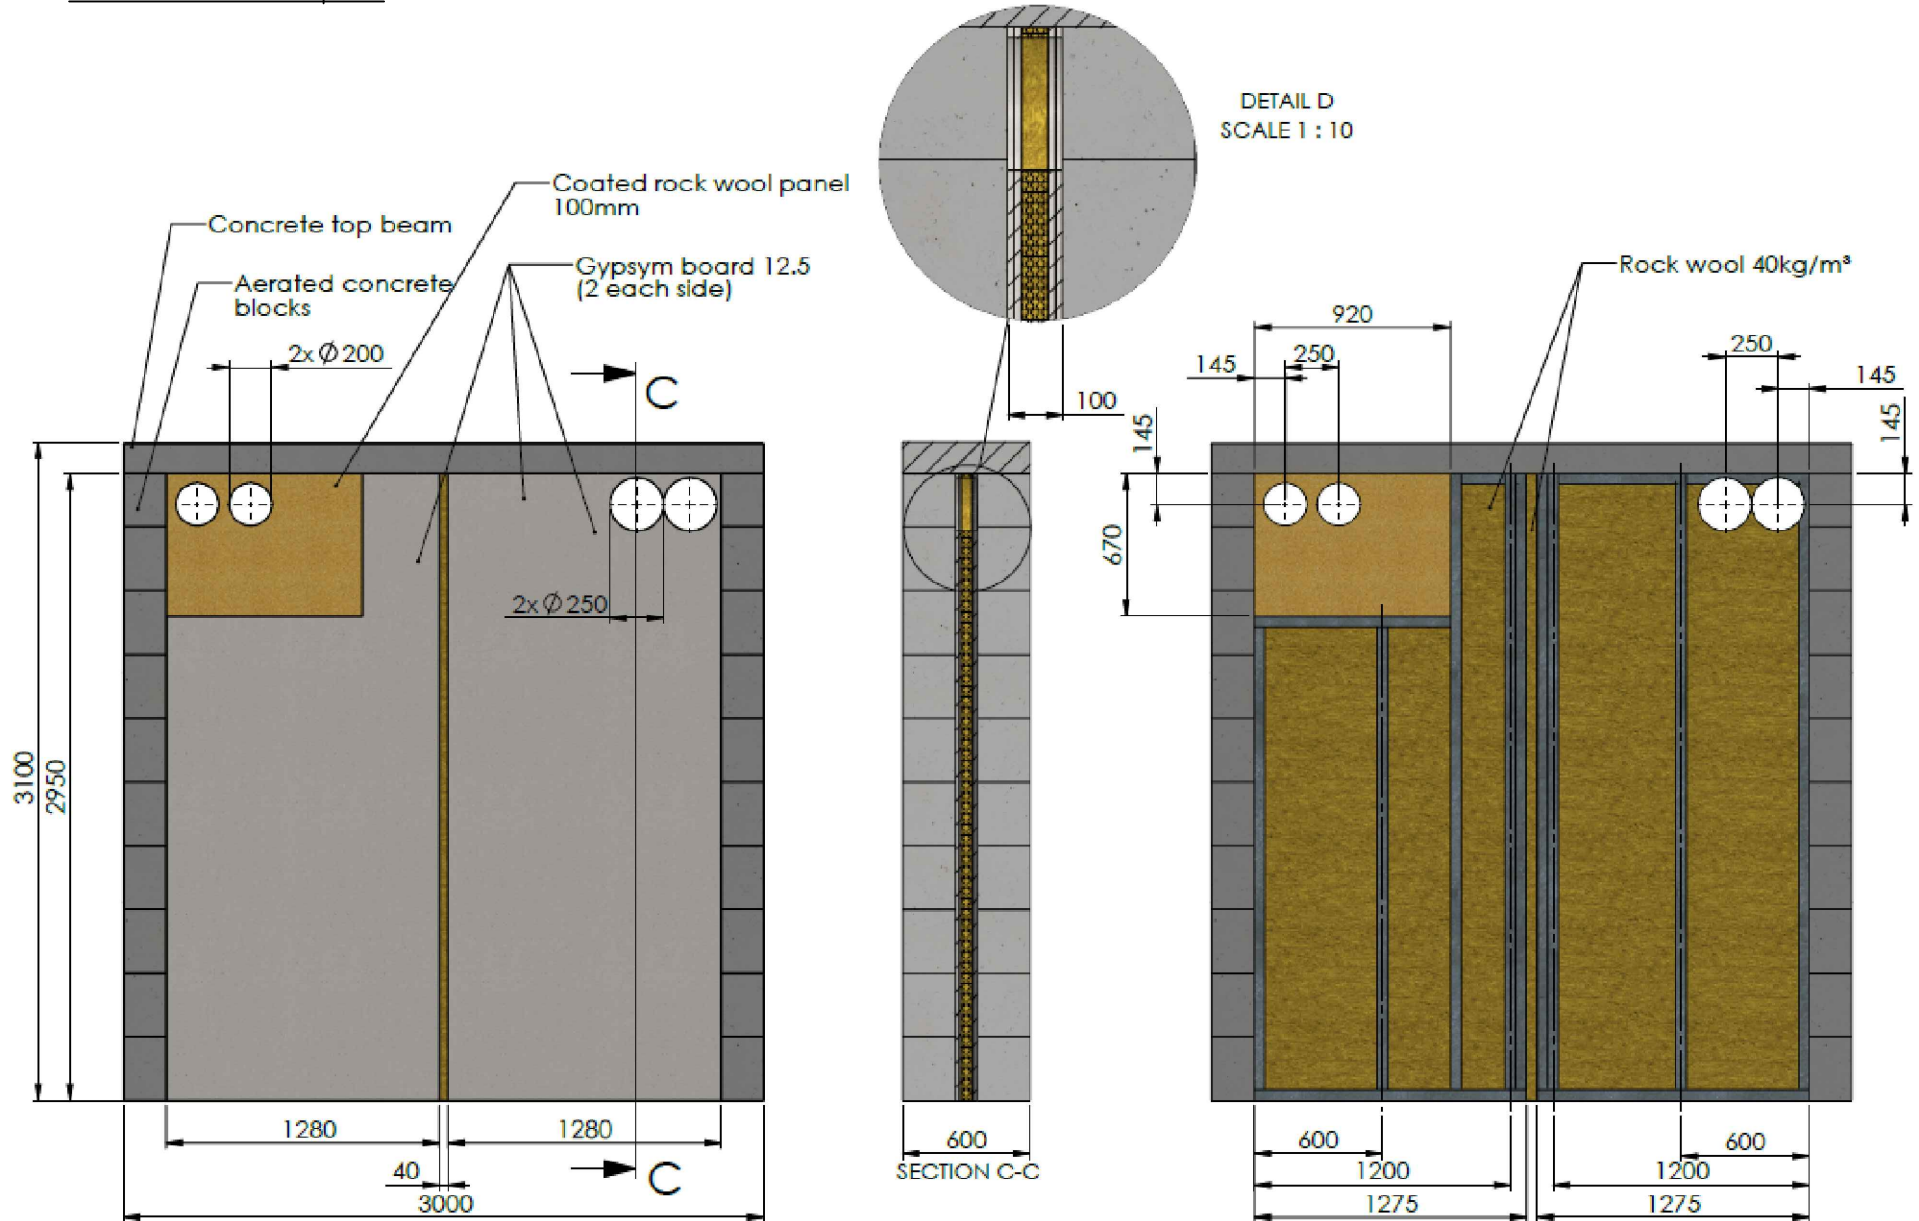 DETAIL D
SCALE 1 : 10
Coated rock wool panel
100mm
Concrete top beam
Gypsym board 12.5
(2 each side)
Aerated concrete
blocks
Rock wool 40kg/m³
2x Ø 200
C
920
250
145
100
145
250
145
145
670
2x Ø 250
3100
2950
1280
1280
40
C
3000
600
SECTION C-C
600
1200
1275
600
1200
1275